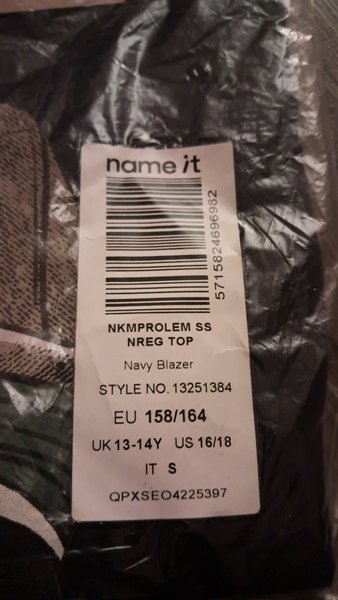 name it
5715824696982
NKMPROLEM SS
NREG TOP
Navy Blazer
STYLE NO. 13251384
EU 158/164
UK 13-14Y US 16/18
IT S
QPXSEO4225397